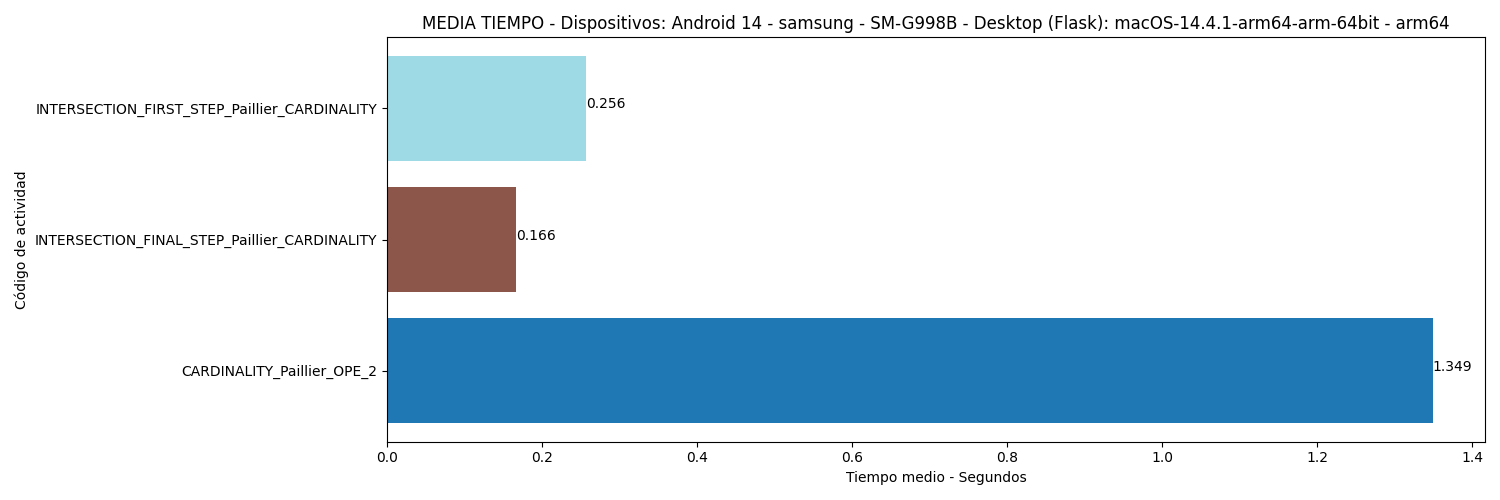 MEDIA TIEMPO - Dispositivos: Android 14 - samsung - SM-G998B - Desktop (Flask): macOS-14.4.1-arm64-arm-64bit - arm64
Código de actividad
INTERSECTION_FIRST_STEP_Paillier_CARDINALITY
0.256
INTERSECTION_FINAL_STEP_Paillier_CARDINALITY
0.166
CARDINALITY_Paillier_OPE_2
1.349
0.0 0.2 0.4 0.6 0.8 1.0 1.2 1.4
Tiempo medio - Segundos